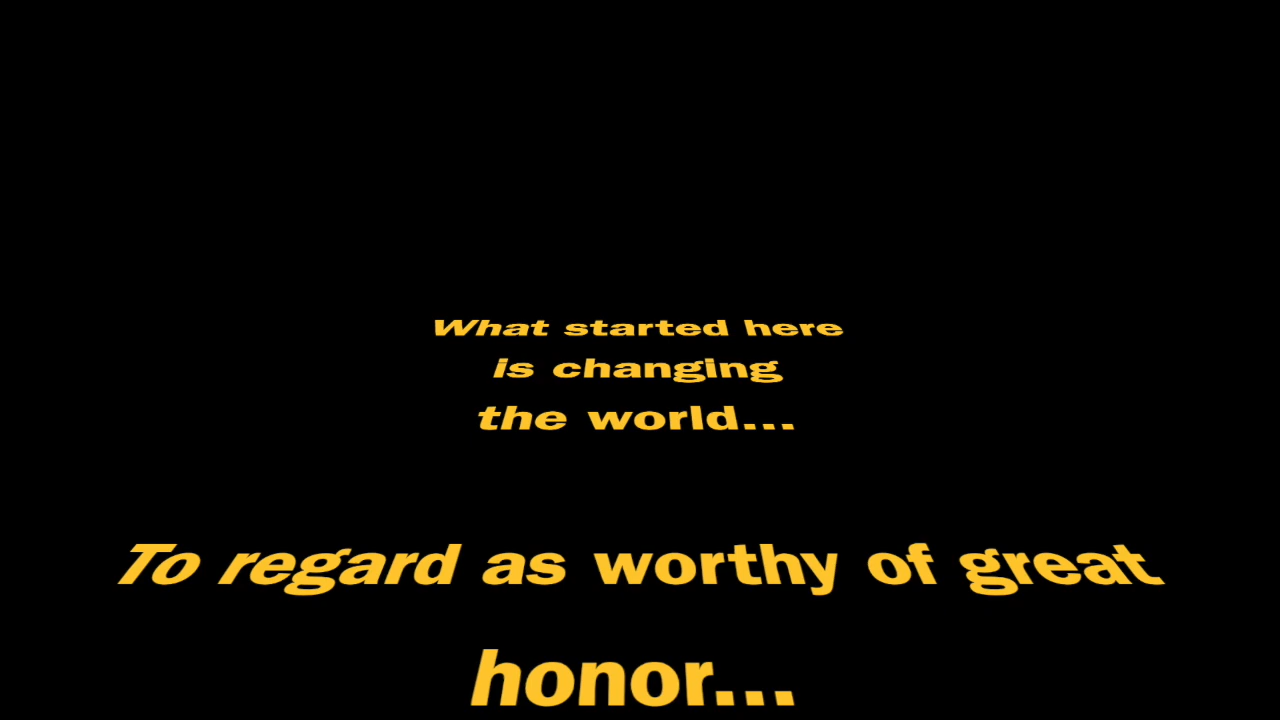 What started here
is changing
the world...
To regard as worthy of great
honor...